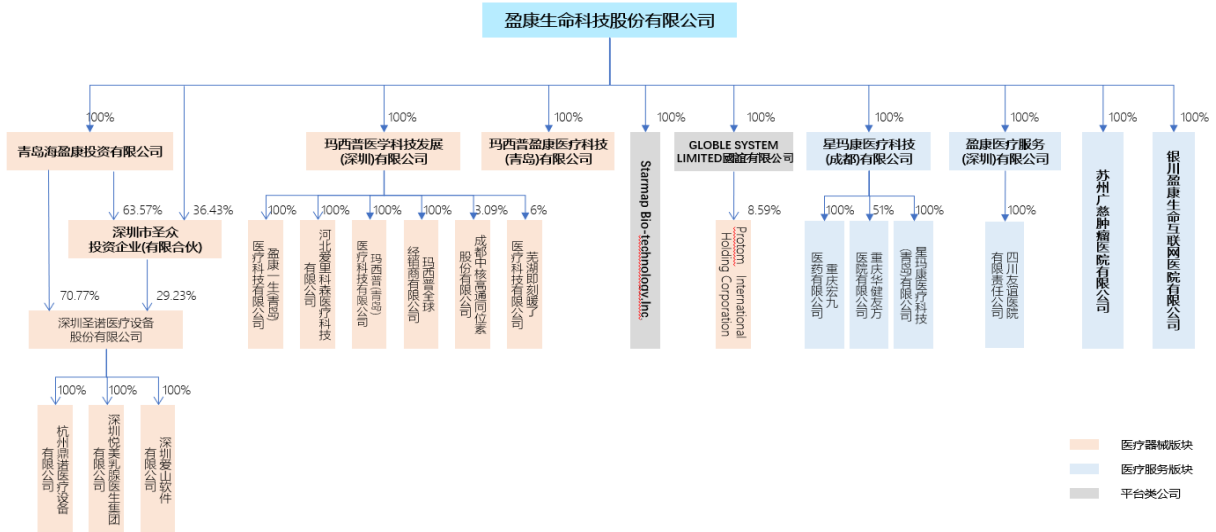 盈康生命科技股份有限公司
100%
100%
100%
100%
100%
100%
100%
100%
100%
100%
青岛海盈康投资有限公司
玛西普医学科技发展
(深圳)有限公司
玛西普盈康医疗科技
(青岛)有限公司
Starmap Bio-technology.Inc.
GLOBLE SYSTEM
LIMITED國誼有限公司
星玛康医疗科技
(成都)有限公司
盈康医疗服务
(深圳)有限公司
苏州广慈肿瘤医院有限公司
银川盈康生命互联网医院有限公司
63.57%
36.43%
深圳市圣众
投资企业(有限合伙)
70.77%
29.23%
深圳圣诺医疗设备
股份有限公司
100%
100%
100%
杭州鼎诺医疗设备
有限公司
深圳悦美乳腺医生集团
有限公司
深圳爱山软件
有限公司
100%
100%
100%
100%
3.09%
6%
盈康一生(青岛)
医疗科技有限公司
河北爱里科森医疗科技
有限公司
玛西普(青岛)
医疗科技有限公司
玛西普全球
经销商有限公司
成都中核高通同位素
股份有限公司
芜湖即刻暖了
医疗科技有限公司
8.59%
Protom International
Holding Corporation
100%
51%
100%
重庆宏九
医药有限公司
重庆华健友方
医院有限公司
星玛康医疗科技
(青岛)有限公司
100%
四川友谊医院
有限责任公司
医疗器械版块
医疗服务版块
平台类公司